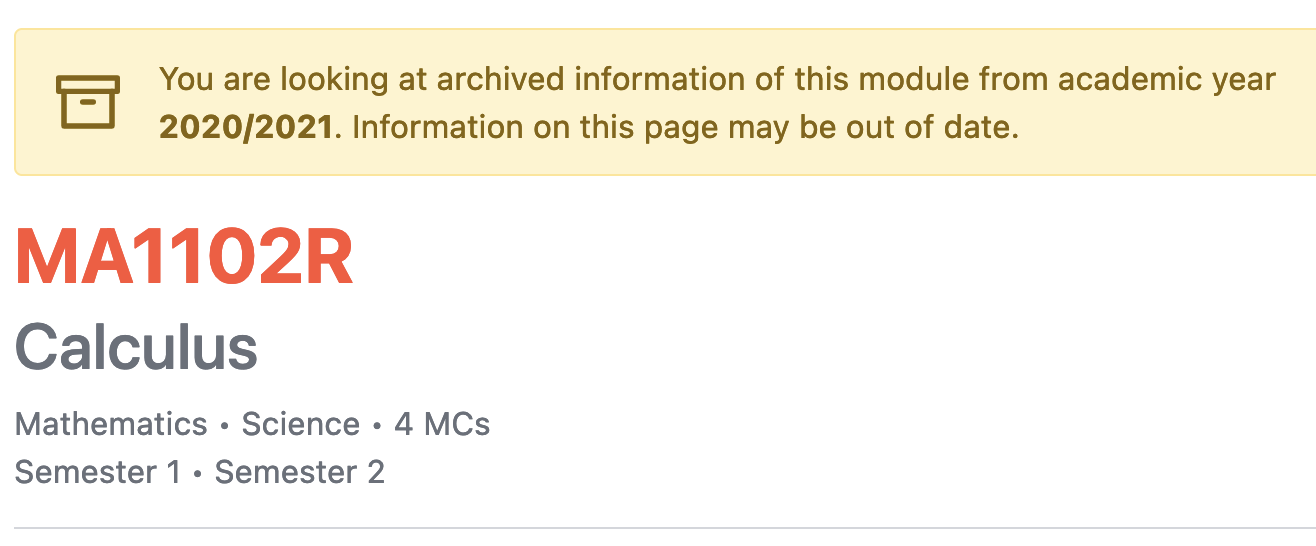 You are looking at archived information of this module from academic year
2020/2021. Information on this page may be out of date.
MA1102R
Calculus
Mathematics • Science • 4 MCs
Semester 1 • Semester 2